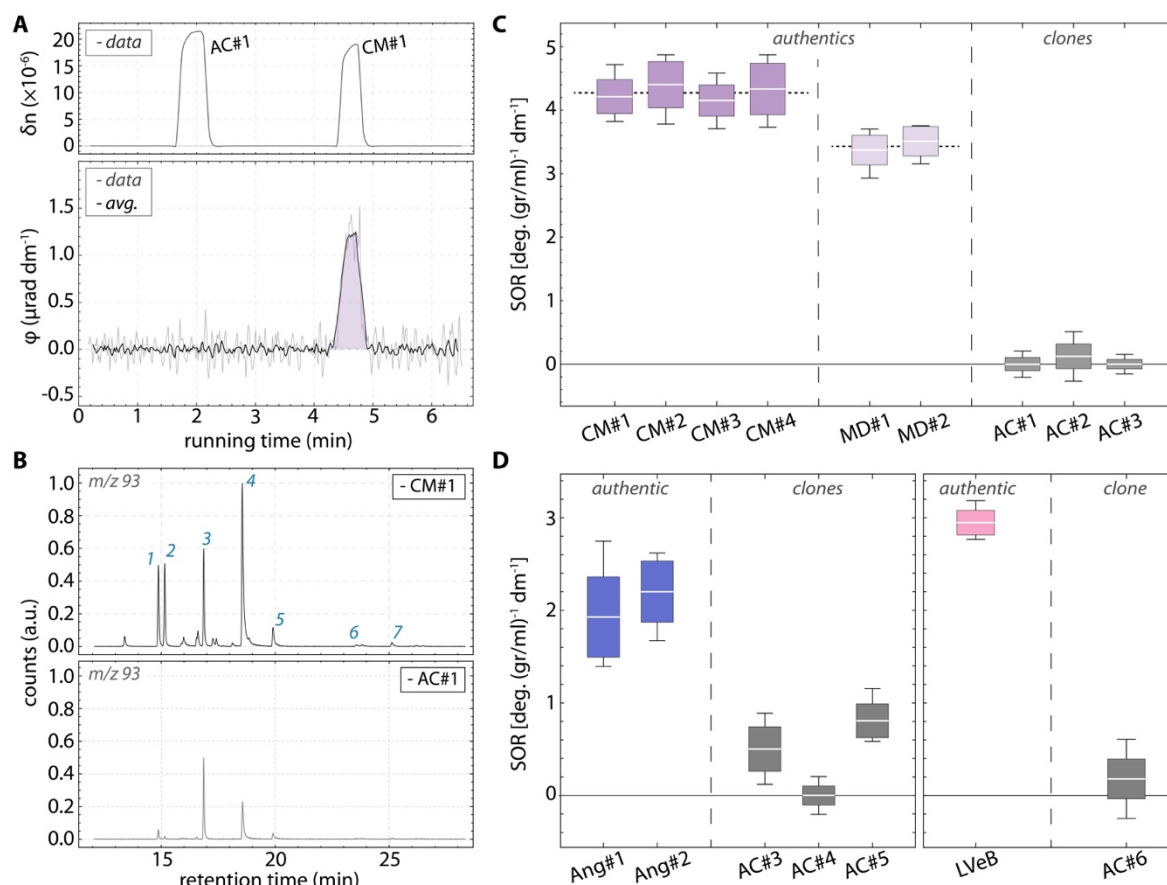 A
- data
AC#1
CM#1
20
15
10
5
0
δn (×10⁻⁶)
- data
- avg.
1.5
1.0
0.5
0.0
-0.5
φ (μrad dm⁻¹)
0 1 2 3 4 5 6
running time (min)
B
m/z 93
- CM#1
1 2 3 4 5 6 7
1.0
0.8
0.6
0.4
0.2
0.0
m/z 93
- AC#1
1.0
0.8
0.6
0.4
0.2
0.0
counts (a.u.)
15 20 25
retention time (min)
C
authentics clones
5
4
3
2
1
0
SOR [deg. (gr/ml)⁻¹ dm⁻¹]
CM#1 CM#2 CM#3 CM#4 MD#1 MD#2 AC#1 AC#2 AC#3
D
authentic clones authentic clone
3
2
1
0
SOR [deg. (gr/ml)⁻¹ dm⁻¹]
Ang#1 Ang#2 AC#3 AC#4 AC#5 LVeB AC#6